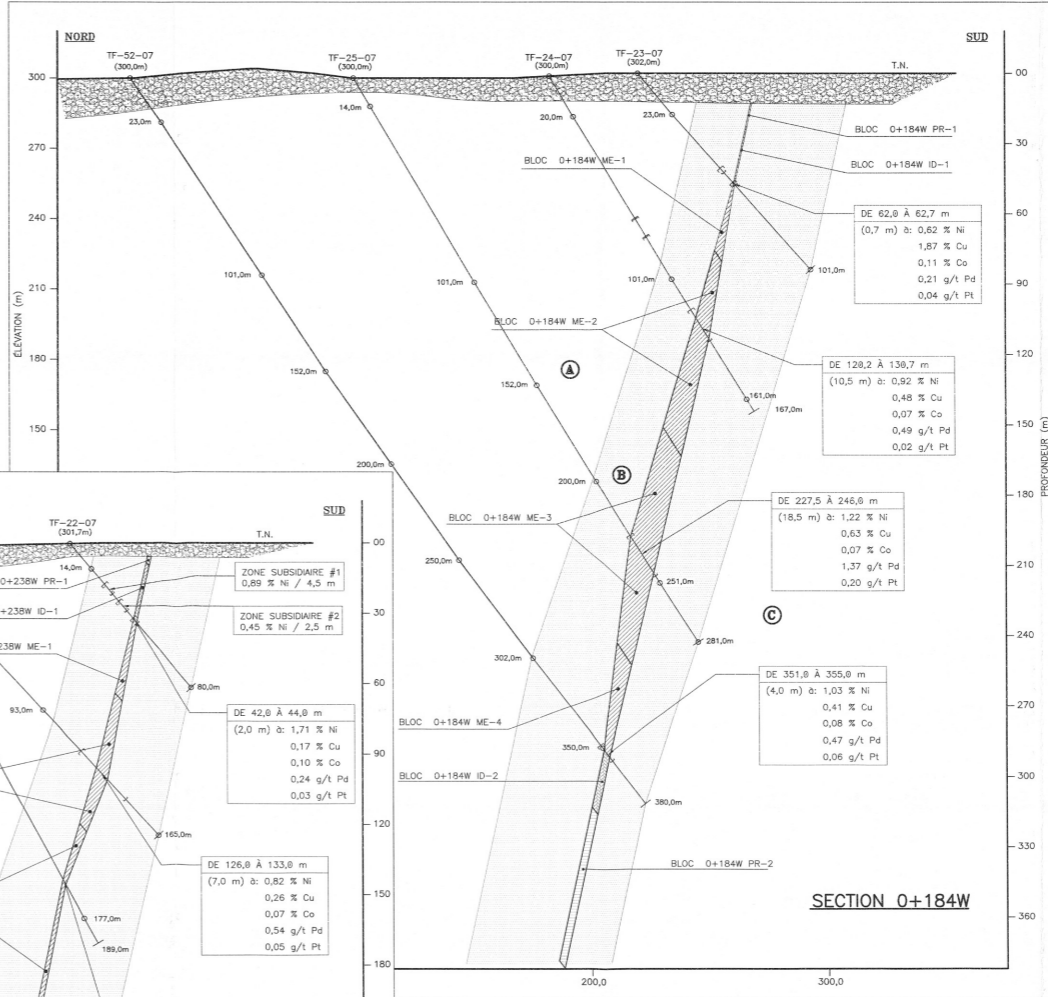 NORD
SUD
TF-52-07
(300,0m)
TF-25-07
(300,0m)
TF-24-07
(300,0m)
TF-23-07
(302,0m)
T.N.
300
270
240
210
180
150
ÉLÉVATION (m)
00
30
60
90
120
150
180
210
240
270
300
330
360
PROFONDEUR (m)
23,0m
14,0m
20,0m
23,0m
BLOC 0+184W PR-1
BLOC 0+184W ID-1
BLOC 0+184W ME-1
DE 62,0 À 62,7 m
(0,7 m) à: 0,62 % Ni
1,87 % Cu
0,11 % Co
0,21 g/t Pd
0,04 g/t Pt
101,0m
101,0m
101,0m
101,0m
BLOC 0+184W ME-2
DE 120,2 À 130,7 m
(10,5 m) à: 0,92 % Ni
0,48 % Cu
0,07 % Co
0,49 g/t Pd
0,02 g/t Pt
152,0m
152,0m
A
161,0m
167,0m
200,0m
200,0m
B
BLOC 0+184W ME-3
DE 227,5 À 246,0 m
(18,5 m) à: 1,22 % Ni
0,63 % Cu
0,07 % Co
1,37 g/t Pd
0,20 g/t Pt
250,0m
251,0m
C
281,0m
302,0m
DE 351,0 À 355,0 m
(4,0 m) à: 1,03 % Ni
0,41 % Cu
0,08 % Co
0,47 g/t Pd
0,06 g/t Pt
BLOC 0+184W ME-4
350,0m
BLOC 0+184W ID-2
380,0m
BLOC 0+184W PR-2
SECTION 0+184W
200,0
300,0
SUD
TF-22-07
(301,7m)
T.N.
00
30
60
90
120
150
180
14,0m
0+238W PR-1
+238W ID-1
238W ME-1
ZONE SUBSIDIAIRE #1
0,89 % Ni / 4,5 m
ZONE SUBSIDIAIRE #2
0,45 % Ni / 2,5 m
80,0m
93,0m
DE 42,0 À 44,0 m
(2,0 m) à: 1,71 % Ni
0,17 % Cu
0,10 % Co
0,24 g/t Pd
0,03 g/t Pt
165,0m
DE 126,0 À 133,0 m
(7,0 m) à: 0,82 % Ni
0,26 % Cu
0,07 % Co
0,54 g/t Pd
0,05 g/t Pt
177,0m
189,0m